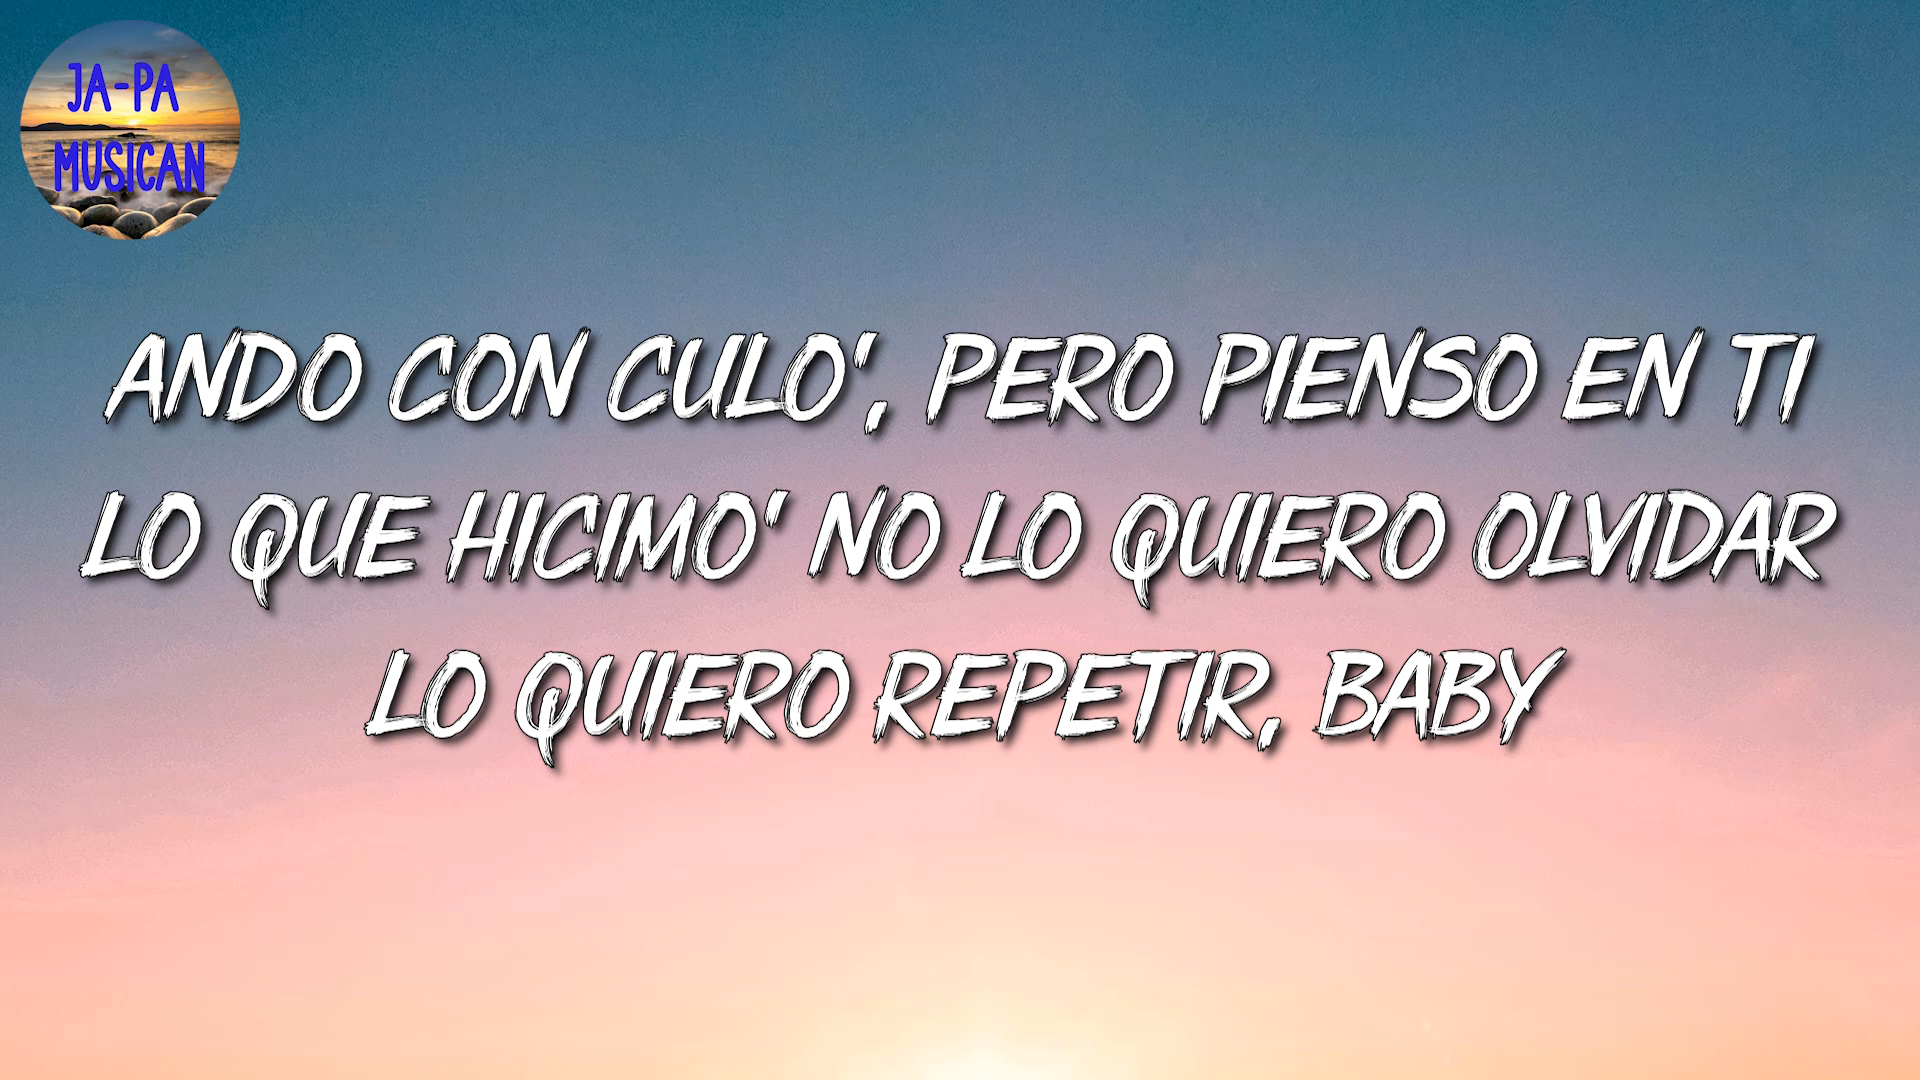 JA-PA
MUSICAN
ANDO CON CULO', PERO PIENSO EN TI
LO QUE HICIMO' NO LO QUIERO OLVIDAR
LO QUIERO REPETIR, BABY